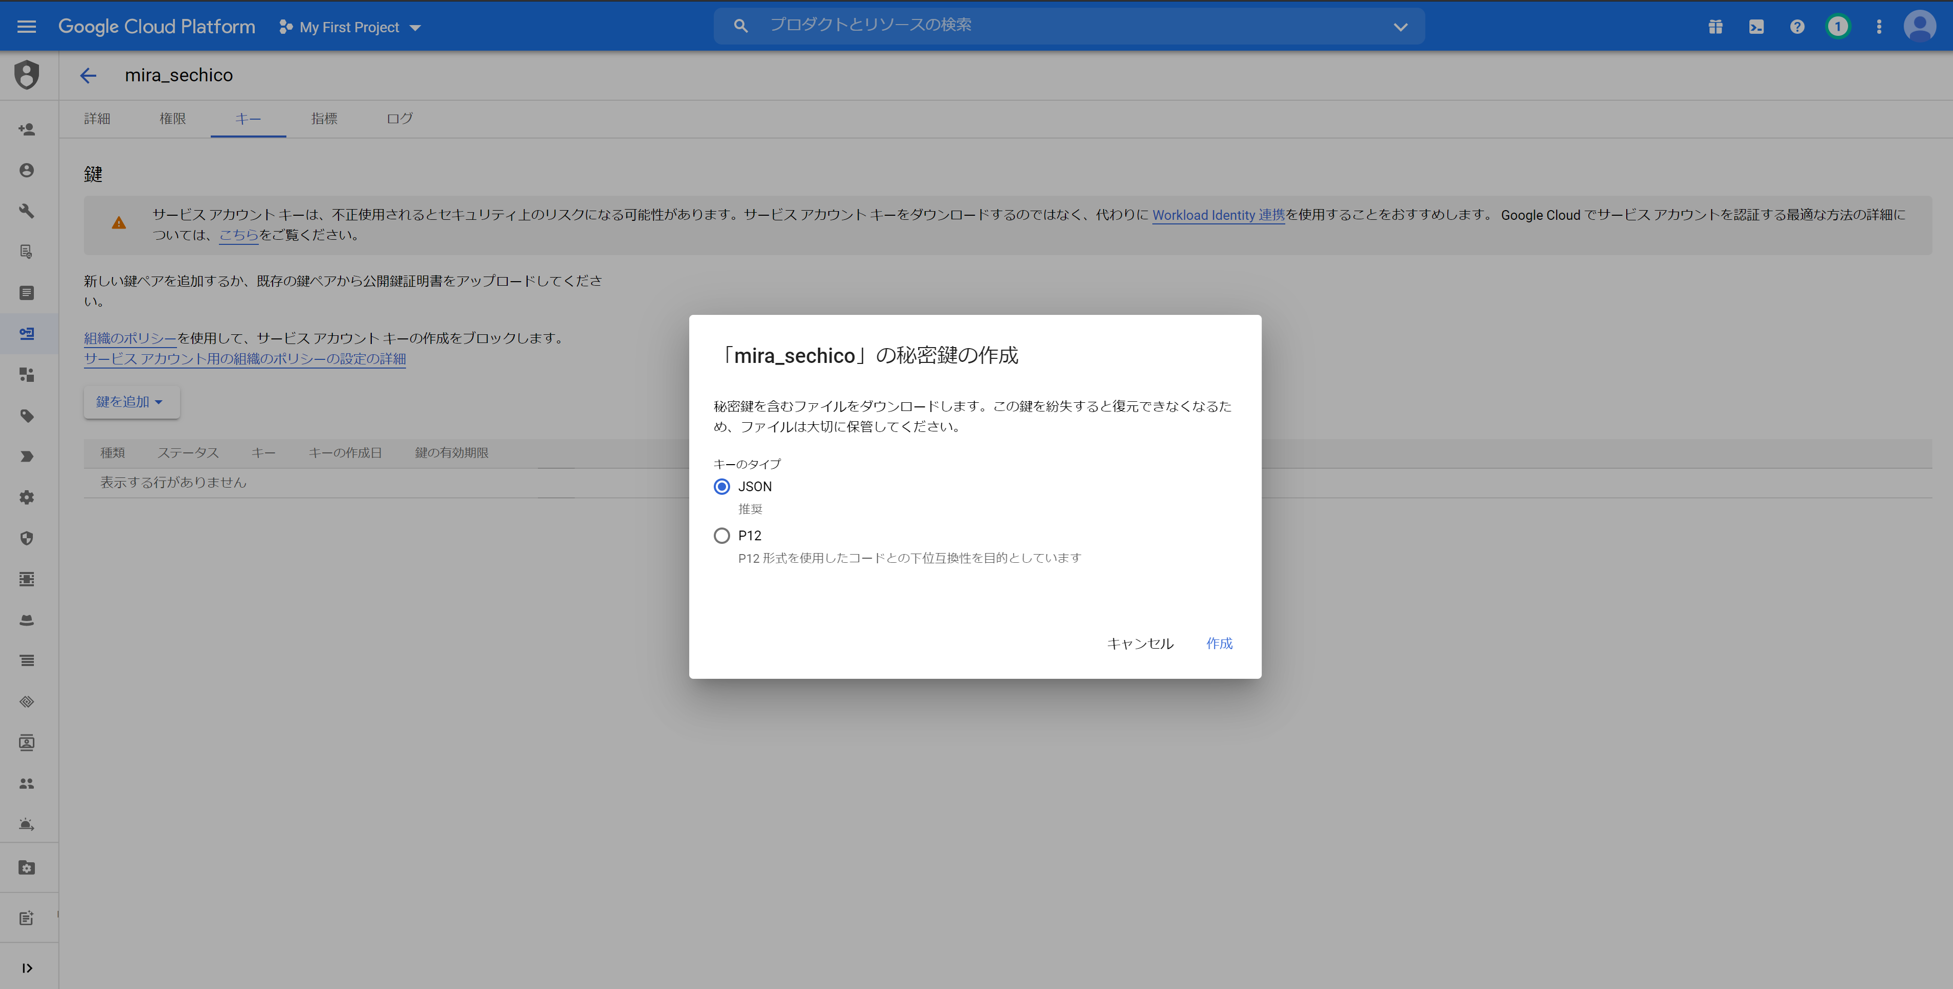 Google Cloud Platform
My First Project
プロダクトとリソースの検索
1
mira_sechico
詳細
権限
キー
指標
ログ
鍵
サービス アカウント キーは、不正使用されるとセキュリティ上のリスクになる可能性があります。サービス アカウント キーをダウンロードするのではなく、代わりに Workload Identity 連携を使用することをおすすめします。 Google Cloud でサービス アカウントを認証する最適な方法の詳細に
ついては、こちらをご覧ください。
新しい鍵ペアを追加するか、既存の鍵ペアから公開鍵証明書をアップロードしてくださ
い。
組織のポリシーを使用して、サービス アカウント キーの作成をブロックします。
サービス アカウント用の組織のポリシーの設定の詳細
鍵を追加
種類
ステータス
キー
キーの作成日
鍵の有効期限
表示する行がありません
「mira_sechico」の秘密鍵の作成
秘密鍵を含むファイルをダウンロードします。この鍵を紛失すると復元できなくなるた
め、ファイルは大切に保管してください。
キーのタイプ
JSON
推奨
P12
P12 形式を使用したコードとの下位互換性を目的としています
キャンセル
作成